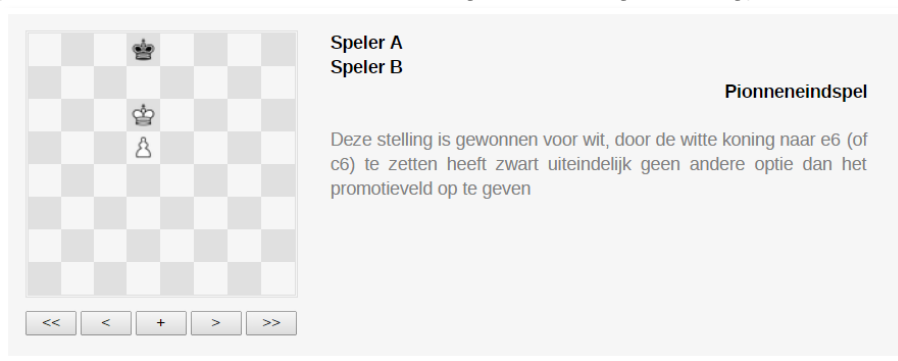 Speler A
Speler B
Pionneneindspel
Deze stelling is gewonnen voor wit, door de witte koning naar e6 (of
c6) te zetten heeft zwart uiteindelijk geen andere optie dan het
promotieveld op te geven
<< < + > >>